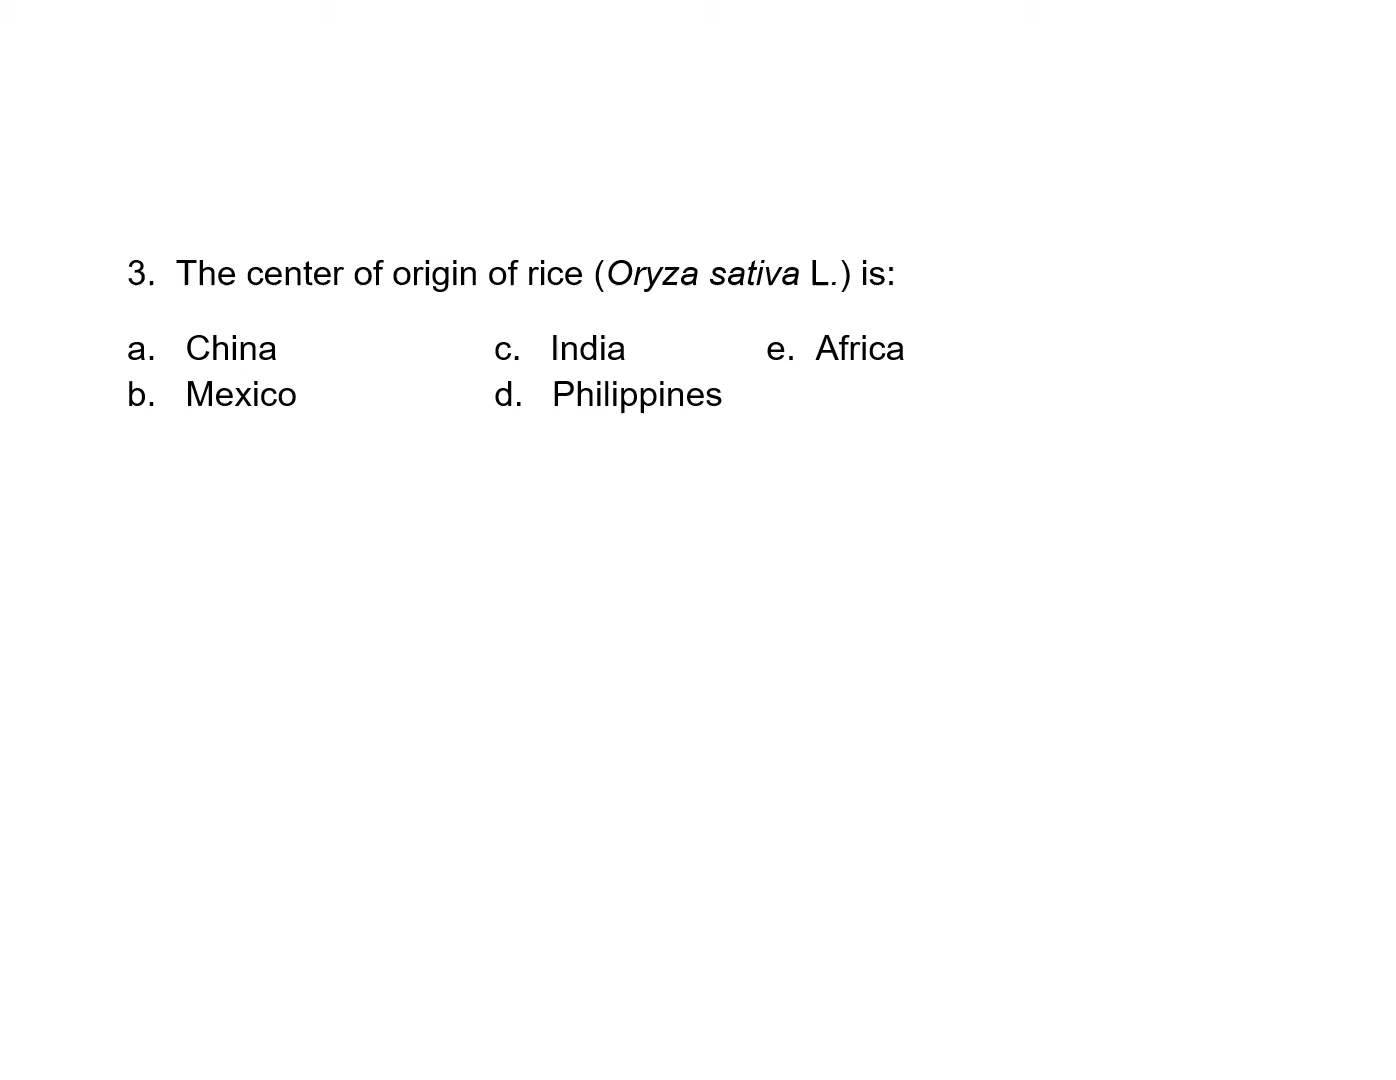 3. The center of origin of rice (Oryza sativa L.) is:
a. China c. India e. Africa
b. Mexico d. Philippines